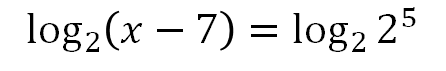 log₂(x − 7) = log₂ 2⁵